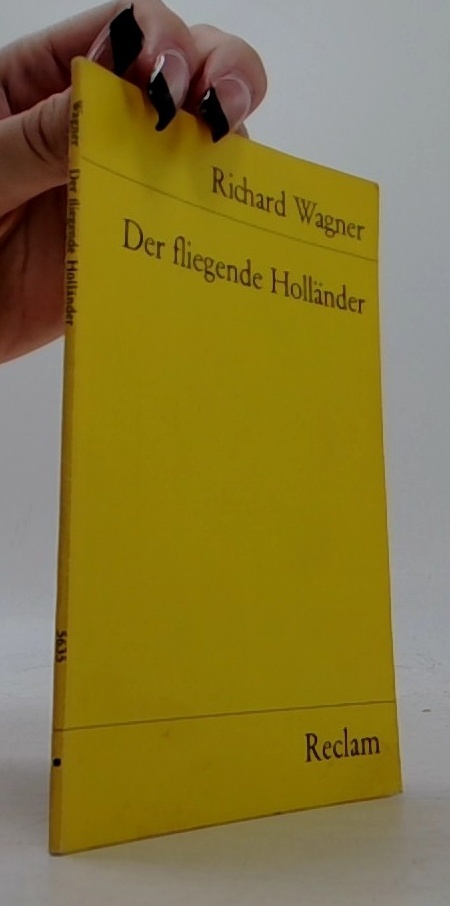 Richard Wagner
Der fliegende Holländer
Reclam
Wagner Der fliegende Holländer
5635